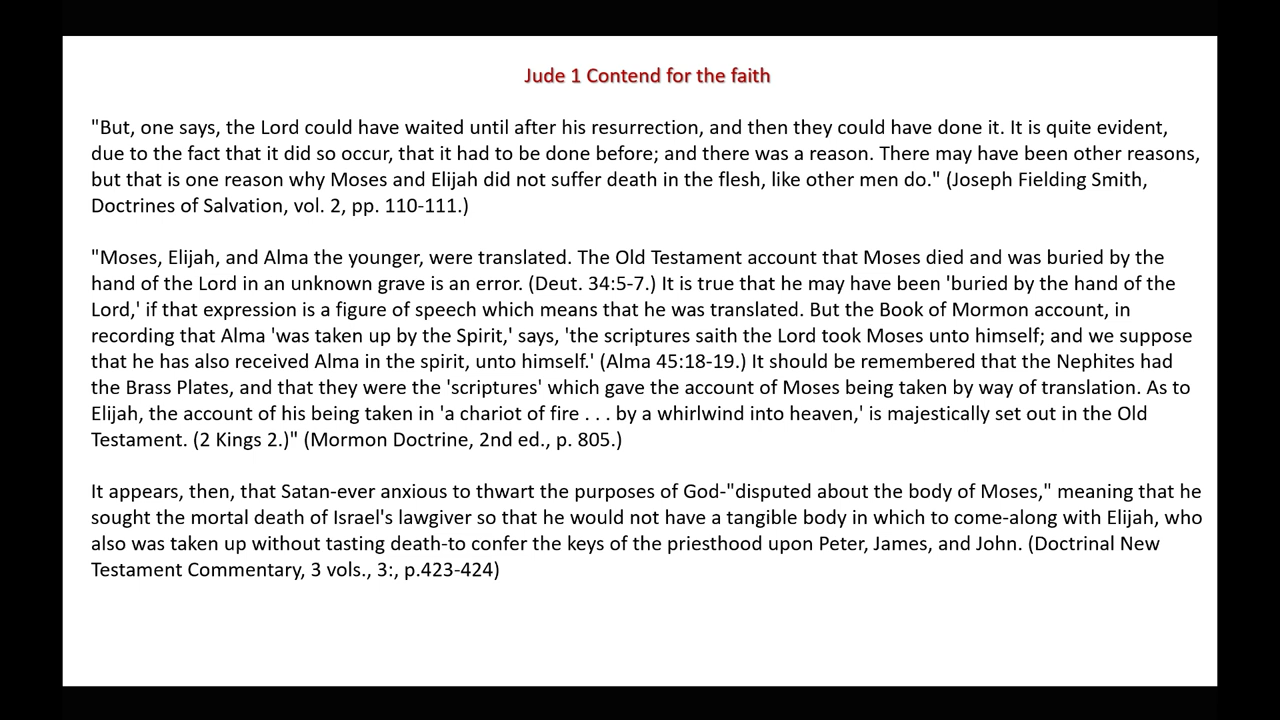 Jude 1 Contend for the faith
"But, one says, the Lord could have waited until after his resurrection, and then they could have done it. It is quite evident,
due to the fact that it did so occur, that it had to be done before; and there was a reason. There may have been other reasons,
but that is one reason why Moses and Elijah did not suffer death in the flesh, like other men do." (Joseph Fielding Smith,
Doctrines of Salvation, vol. 2, pp. 110-111.)
"Moses, Elijah, and Alma the younger, were translated. The Old Testament account that Moses died and was buried by the
hand of the Lord in an unknown grave is an error. (Deut. 34:5-7.) It is true that he may have been 'buried by the hand of the
Lord,' if that expression is a figure of speech which means that he was translated. But the Book of Mormon account, in
recording that Alma 'was taken up by the Spirit,' says, 'the scriptures saith the Lord took Moses unto himself; and we suppose
that he has also received Alma in the spirit, unto himself.' (Alma 45:18-19.) It should be remembered that the Nephites had
the Brass Plates, and that they were the 'scriptures' which gave the account of Moses being taken by way of translation. As to
Elijah, the account of his being taken in 'a chariot of fire . . . by a whirlwind into heaven,' is majestically set out in the Old
Testament. (2 Kings 2.)" (Mormon Doctrine, 2nd ed., p. 805.)
It appears, then, that Satan-ever anxious to thwart the purposes of God-"disputed about the body of Moses," meaning that he
sought the mortal death of Israel's lawgiver so that he would not have a tangible body in which to come-along with Elijah, who
also was taken up without tasting death-to confer the keys of the priesthood upon Peter, James, and John. (Doctrinal New
Testament Commentary, 3 vols., 3:, p.423-424)